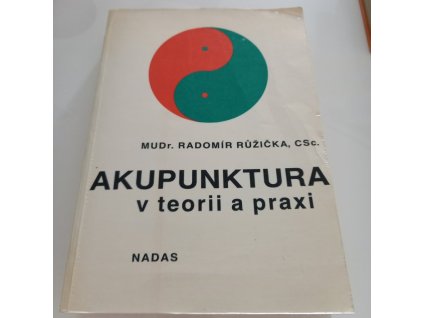 MUDr. RADOMÍR RŮŽIČKA, CSc.
AKUPUNKTURA
v teorii a praxi
NADAS